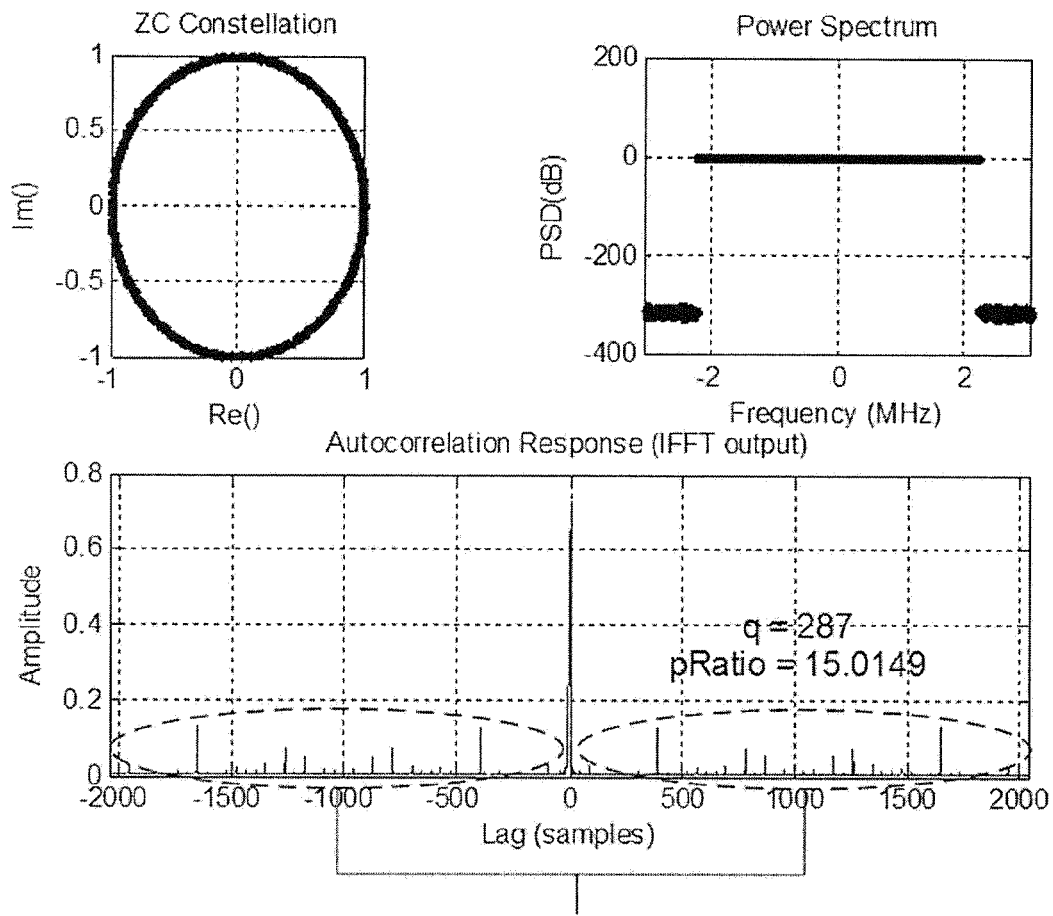 ZC Constellation
1
0.5
0
-0.5
-1
Im()
-1 0 1
Re()
Power Spectrum
200
0
-200
-400
PSD(dB)
-2 0 2
Frequency (MHz)
Autocorrelation Response (IFFT output)
0.8
0.6
0.4
0.2
0
Amplitude
q = 287
pRatio = 15.0149
-2000 -1500 -1000 -500 0 500 1000 1500 2000
Lag (samples)